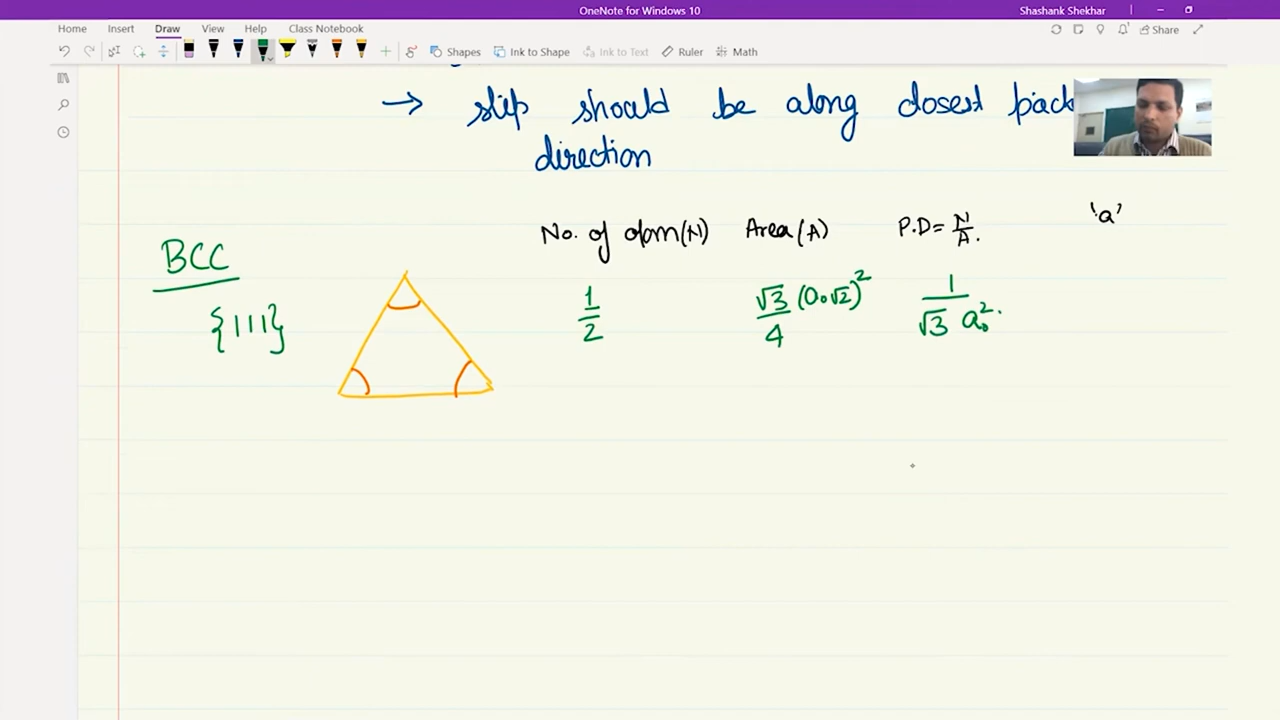 OneNote for Windows 10
Shashank Shekhar
Home Insert Draw View Help Class Notebook
Share
Shapes Ink to Shape Ink to Text Ruler Math
→ slip should be along closest pack
direction
No. of atom(N) Area(A) P.D = N/A. 'a'
BCC
{111} 1/2 √3/4 (a₀√2)² 1/(√3 a₀²).